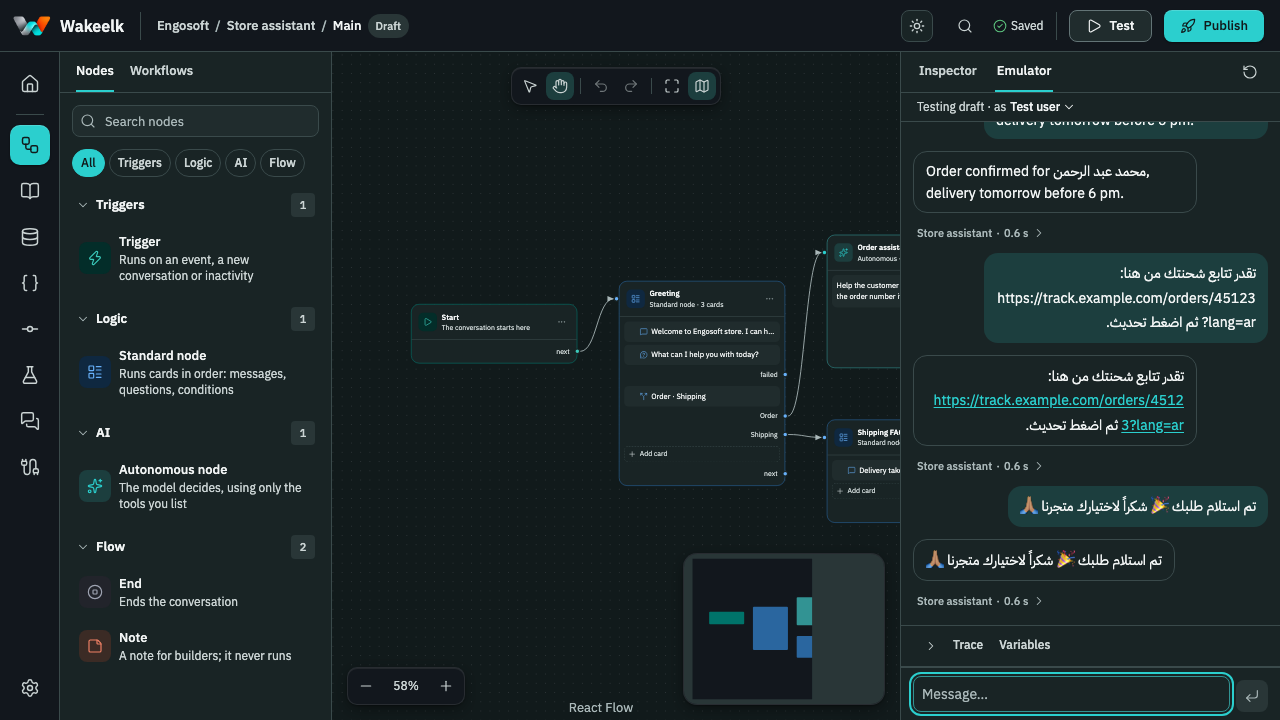 Wakeelk
Engosoft / Store assistant / Main Draft
Saved
Test
Publish
Nodes Workflows
Search nodes
All Triggers Logic AI Flow
Triggers 1
Trigger
Runs on an event, a new
conversation or inactivity
Logic 1
Standard node
Runs cards in order: messages,
questions, conditions
AI 1
Autonomous node
The model decides, using only the
tools you list
Flow 2
End
Ends the conversation
Note
A note for builders; it never runs
Start
The conversation starts here
next
Greeting
Standard node · 3 cards
Welcome to Engosoft store. I can h...
What can I help you with today?
failed
Order · Shipping
Order
Shipping
Add card
next
Order assist
Autonomous
Help the customer
the order number i
Shipping FA
Standard node
Delivery take
Add card
58%
React Flow
Inspector Emulator
Testing draft · as Test user
delivery tomorrow before 6 pm.
Order confirmed for محمد عبد الرحمن,
delivery tomorrow before 6 pm.
Store assistant · 0.6 s
تقدر تتابع شحنتك من هنا:
https://track.example.com/orders/45123
?lang=ar ثم اضغط تحديث.
تقدر تتابع شحنتك من هنا:
https://track.example.com/orders/4512
3?lang=ar ثم اضغط تحديث.
Store assistant · 0.6 s
تم استلام طلبك 🎉 شكراً لاختيارك متجرنا 🙏🏽
تم استلام طلبك 🎉 شكراً لاختيارك متجرنا 🙏🏽
Store assistant · 0.6 s
Trace Variables
Message...